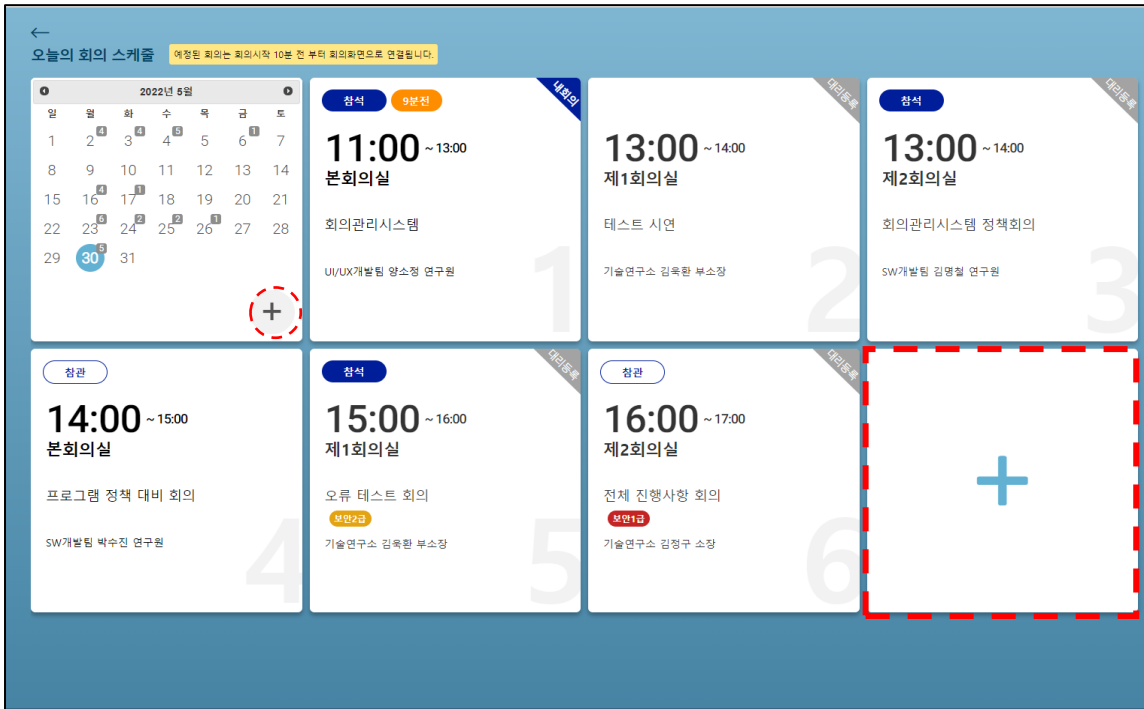 ←
오늘의 회의 스케줄 예정된 회의는 회의시작 10분 전 부터 회의화면으로 연결됩니다.
2022년 5월
일 월 화 수 목 금 토
1 2 4 3 4 4 5 5 6 1 7
8 9 10 11 12 13 14
15 16 4 17 1 18 19 20 21
22 23 6 24 2 25 2 26 1 27 28
29 30 5 31
+
참석 9분전 내회의
11:00 ~ 13:00
본회의실
회의관리시스템
UI/UX개발팀 양소정 연구원
1
대리등록
13:00 ~ 14:00
제1회의실
테스트 시연
기술연구소 김욱환 부소장
2
참석 대리등록
13:00 ~ 14:00
제2회의실
회의관리시스템 정책회의
SW개발팀 김명철 연구원
3
참관
14:00 ~ 15:00
본회의실
프로그램 정책 대비 회의
SW개발팀 박수진 연구원
4
참석 대리등록
15:00 ~ 16:00
제1회의실
오류 테스트 회의
보안2급
기술연구소 김욱환 부소장
5
참관 대리등록
16:00 ~ 17:00
제2회의실
전체 진행사항 회의
보안1급
기술연구소 김정구 소장
6
+